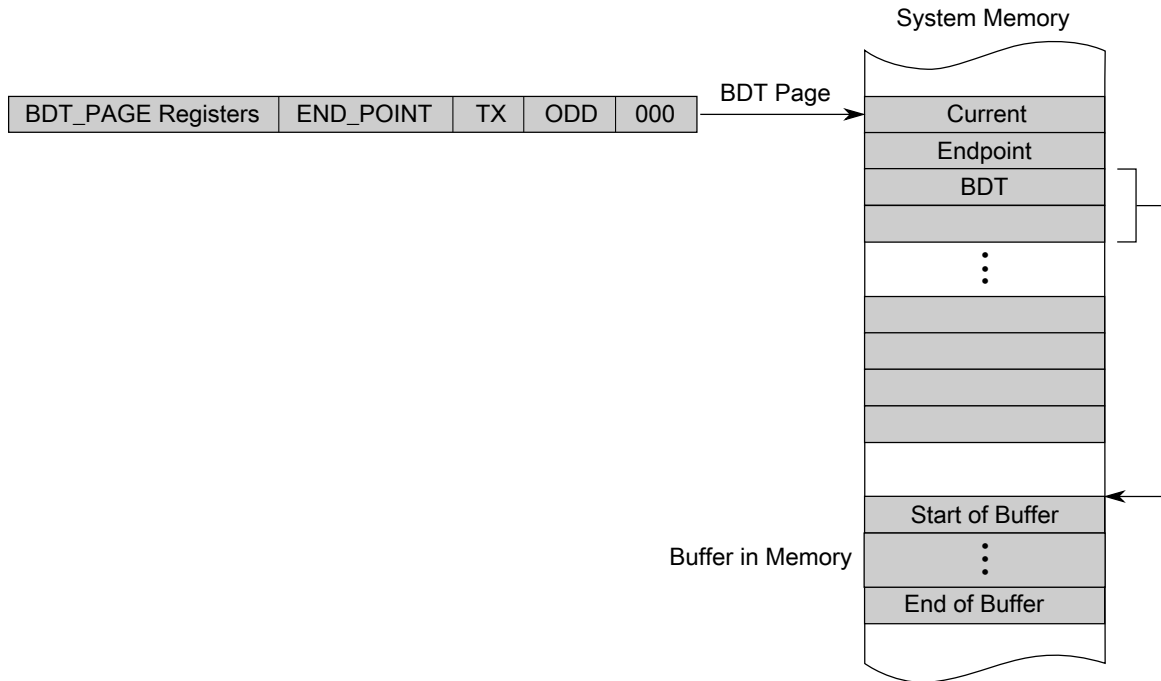 System Memory
BDT_PAGE Registers END_POINT TX ODD 000
BDT Page
Current
Endpoint
BDT
Start of Buffer
Buffer in Memory
End of Buffer